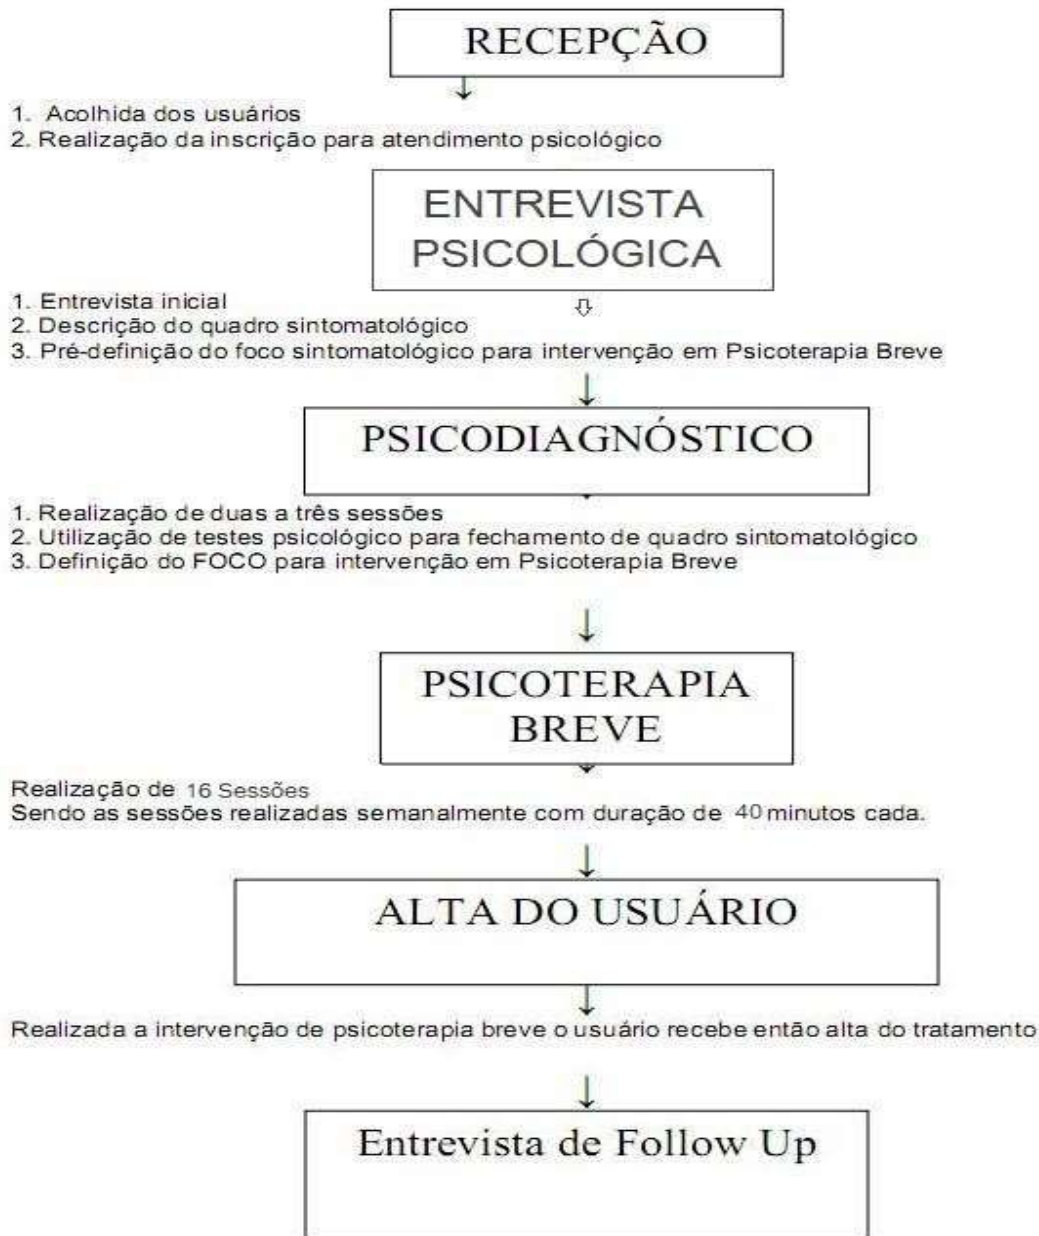 RECEPÇÃO
1. Acolhida dos usuários
2. Realização da inscrição para atendimento psicológico
ENTREVISTA
PSICOLÓGICA
1. Entrevista inicial
2. Descrição do quadro sintomatológico
3. Pré-definição do foco sintomatológico para intervenção em Psicoterapia Breve
PSICODIAGNÓSTICO
1. Realização de duas a três sessões
2. Utilização de testes psicológico para fechamento de quadro sintomatológico
3. Definição do FOCO para intervenção em Psicoterapia Breve
PSICOTERAPIA
BREVE
Realização de 16 Sessões
Sendo as sessões realizadas semanalmente com duração de 40 minutos cada.
ALTA DO USUÁRIO
Realizada a intervenção de psicoterapia breve o usuário recebe então alta do tratamento
Entrevista de Follow Up